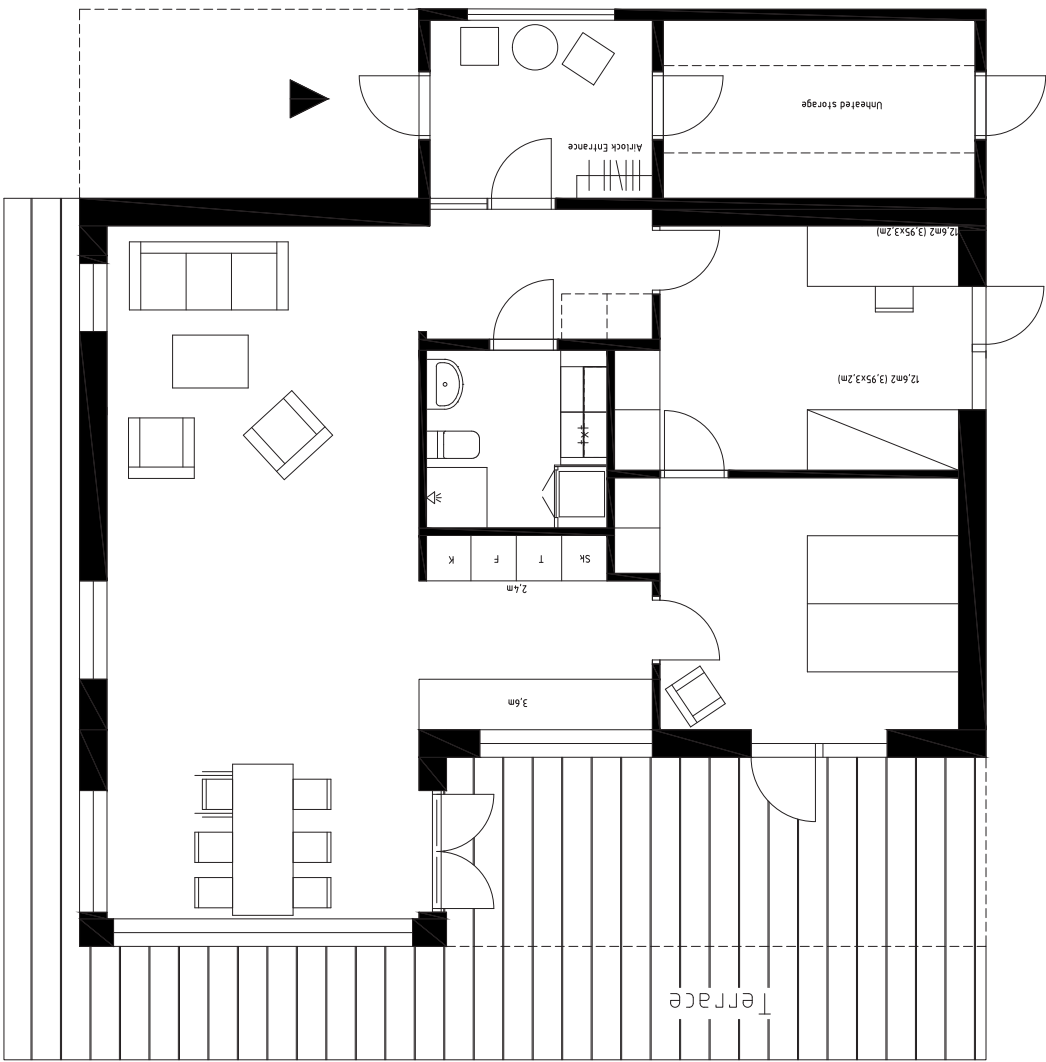 Unheated storage
Airlock Entrance
12,6m2 (3,95x3,2m)
12,6m2 (3,95x3,2m)
K
F
T
Sk
2,4m
3,6m
Terrace